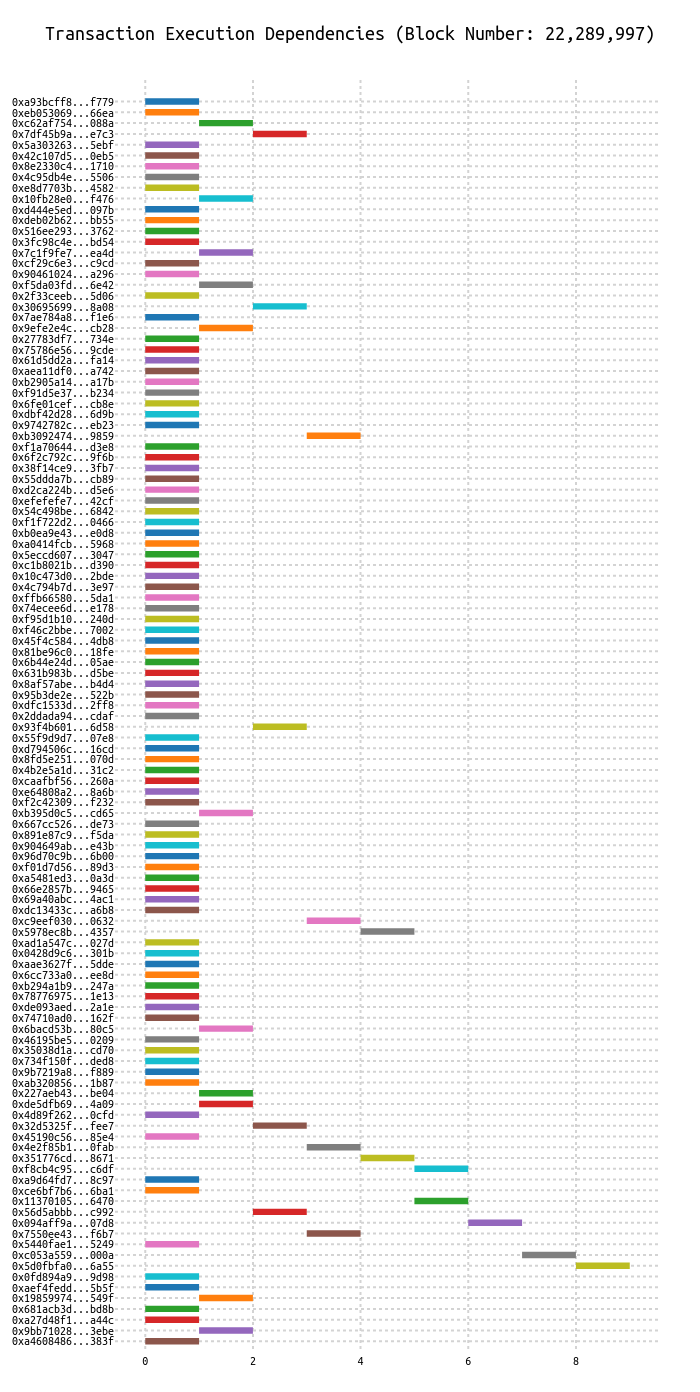 Transaction Execution Dependencies (Block Number: 22,289,997)
0xa93bcff8...f779
0xeb053069...66ea
0xc62af754...088a
0x7df45b9a...e7c3
0x5a303263...5ebf
0x42c107d5...0eb5
0x8e2330c4...1710
0x4c95db4e...5506
0xe8d7703b...4582
0x10fb28e0...f476
0xd444e5ed...097b
0xdeb02b62...bb55
0x516ee293...3762
0x3fc98c4e...bd54
0x7c1f9fe7...ea4d
0xcf29c6e3...c9cd
0x90461024...a296
0xf5da03fd...6e42
0x2f33ceeb...5d06
0x30695699...8a08
0x7ae784a8...f1e6
0x9efe2e4c...cb28
0x27783df7...734e
0x75786e56...9cde
0x61d5dd2a...fa14
0xaea11df0...a742
0xb2905a14...a17b
0xf91d5e37...b234
0x6fe01cef...cb8e
0xdbf42d28...6d9b
0x9742782c...eb23
0xb3092474...9859
0xf1a70644...d3e8
0x6f2c792c...9f6b
0x38f14ce9...3fb7
0x55ddda7b...cb89
0xd2ca224b...d5e6
0xefefefe7...42cf
0x54c498be...6842
0xf1f722d2...0466
0xb0ea9e43...e0d8
0xa0414fcb...5968
0x5eccd607...3047
0xc1b8021b...d390
0x10c473d0...2bde
0x4c794b7d...3e97
0xffb66580...5da1
0x74ecee6d...e178
0xf95d1b10...240d
0xf46c2bbe...7002
0x45f4c584...4db8
0x81be96c0...18fe
0x6b44e24d...05ae
0x631b983b...d5be
0x8af57abe...b4d4
0x95b3de2e...522b
0xdfc1533d...2ff8
0x2ddada94...cdaf
0x93f4b601...6d58
0x55f9d9d7...07e8
0xd794506c...16cd
0x8fd5e251...070d
0x4b2e5a1d...31c2
0xcaafbf56...260a
0xe64808a2...8a6b
0xf2c42309...f232
0xb395d0c5...cd65
0x667cc526...de73
0x891e87c9...f5da
0x904649ab...e43b
0x96d70c9b...6b00
0xf01d7d56...89d3
0xa5481ed3...0a3d
0x66e2857b...9465
0x69a40abc...4ac1
0xdc13433c...a6b8
0xc9eef030...0632
0x5978ec8b...4357
0xad1a547c...027d
0x0428d9c6...301b
0xaae3627f...5dde
0x6cc733a0...ee8d
0xb294a1b9...247a
0x78776975...1e13
0xde093aed...2a1e
0x74710ad0...162f
0x6bacd53b...80c5
0x46195be5...0209
0x35038d1a...cd70
0x734f150f...ded8
0x9b7219a8...f889
0xab320856...1b87
0x227aeb43...be04
0xde5dfb69...4a09
0x4d89f262...0cfd
0x32d5325f...fee7
0x45190c56...85e4
0x4e2f85b1...0fab
0x351776cd...8671
0xf8cb4c95...c6df
0xa9d64fd7...8c97
0xce6bf7b6...6ba1
0x11370105...6470
0x56d5abbb...c992
0x094aff9a...07d8
0x7550ee43...f6b7
0x5440fae1...5249
0xc053a559...000a
0x5d0fbfa0...6a55
0x0fd894a9...9d98
0xaef4fedd...5b5f
0x19859974...549f
0x681acb3d...bd8b
0xa27d48f1...a44c
0x9bb71028...3ebe
0xa4608486...383f
0 2 4 6 8